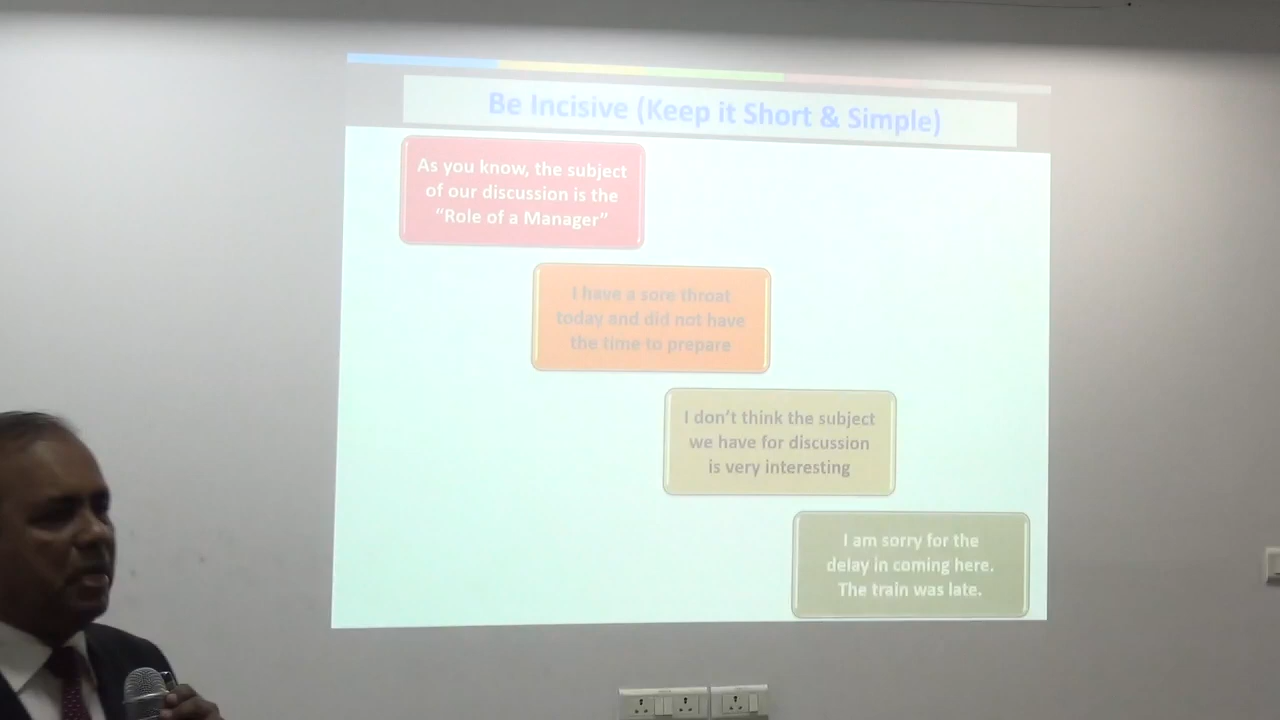 Be Incisive (Keep it Short & Simple)
As you know, the subject
of our discussion is the
“Role of a Manager”
I have a sore throat
today and did not have
the time to prepare
I don’t think the subject
we have for discussion
is very interesting
I am sorry for the
delay in coming here.
The train was late.